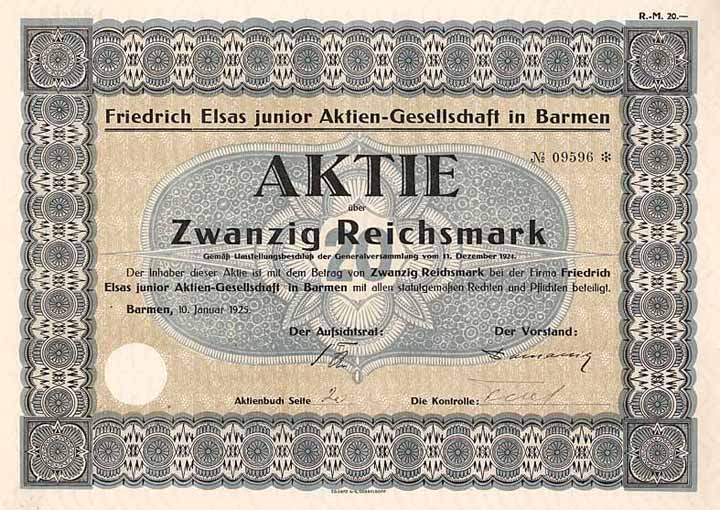 R.-M. 20.—
Friedrich Elsas junior Aktien-Gesellschaft in Barmen
№ 09596 *
AKTIE
über
Zwanzig Reichsmark
Gemäß Umstellungsbeschluß der Generalversammlung vom 11. Dezember 1924.
Der Inhaber dieser Aktie ist mit dem Betrag von Zwanzig Reichsmark bei der Firma Friedrich
Elsas junior Aktien-Gesellschaft in Barmen mit allen statutgemäßen Rechten und Pflichten beteiligt.
Barmen, 10. Januar 1925.
Der Aufsichtsrat: Der Vorstand:
Aktienbuch Seite Die Kontrolle: